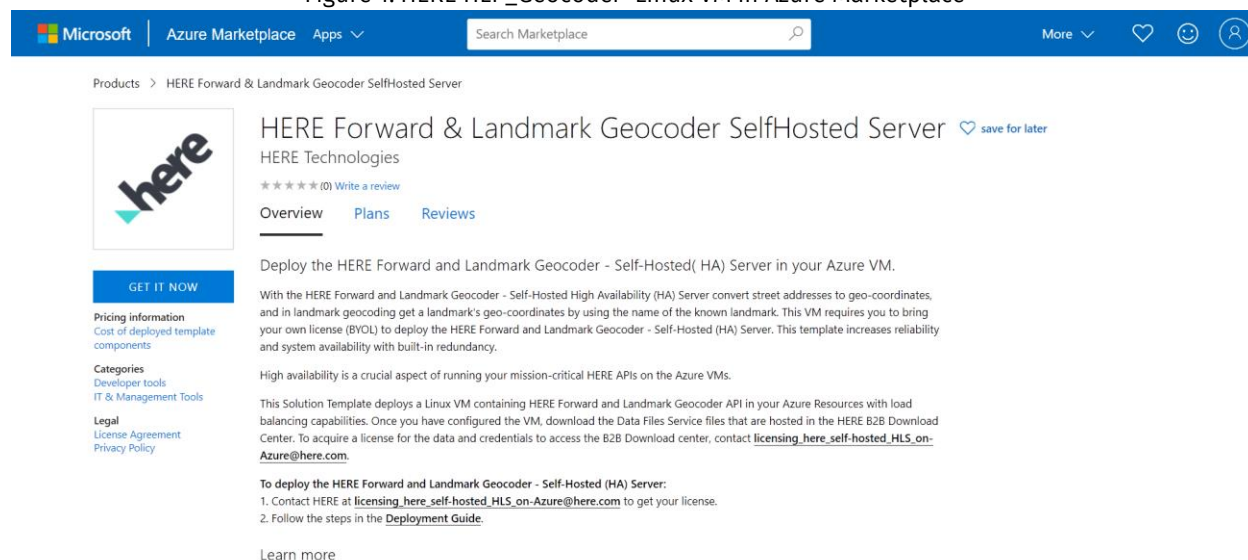 Microsoft
Azure Marketplace
Apps
Search Marketplace
More
Products > HERE Forward & Landmark Geocoder SelfHosted Server
here
HERE Forward & Landmark Geocoder SelfHosted Server
save for later
HERE Technologies
(0) Write a review
Overview Plans Reviews
GET IT NOW
Pricing information
Cost of deployed template
components
Categories
Developer tools
IT & Management Tools
Legal
License Agreement
Privacy Policy
Deploy the HERE Forward and Landmark Geocoder - Self-Hosted( HA) Server in your Azure VM.
With the HERE Forward and Landmark Geocoder - Self-Hosted High Availability (HA) Server convert street addresses to geo-coordinates,
and in landmark geocoding get a landmark's geo-coordinates by using the name of the known landmark. This VM requires you to bring
your own license (BYOL) to deploy the HERE Forward and Landmark Geocoder - Self-Hosted (HA) Server. This template increases reliability
and system availability with built-in redundancy.
High availability is a crucial aspect of running your mission-critical HERE APIs on the Azure VMs.
This Solution Template deploys a Linux VM containing HERE Forward and Landmark Geocoder API in your Azure Resources with load
balancing capabilities. Once you have configured the VM, download the Data Files Service files that are hosted in the HERE B2B Download
Center. To acquire a license for the data and credentials to access the B2B Download center, contact licensing_here_self-hosted_HLS_on-
Azure@here.com.
To deploy the HERE Forward and Landmark Geocoder - Self-Hosted (HA) Server:
1. Contact HERE at licensing_here_self-hosted_HLS_on-Azure@here.com to get your license.
2. Follow the steps in the Deployment Guide.
Learn more